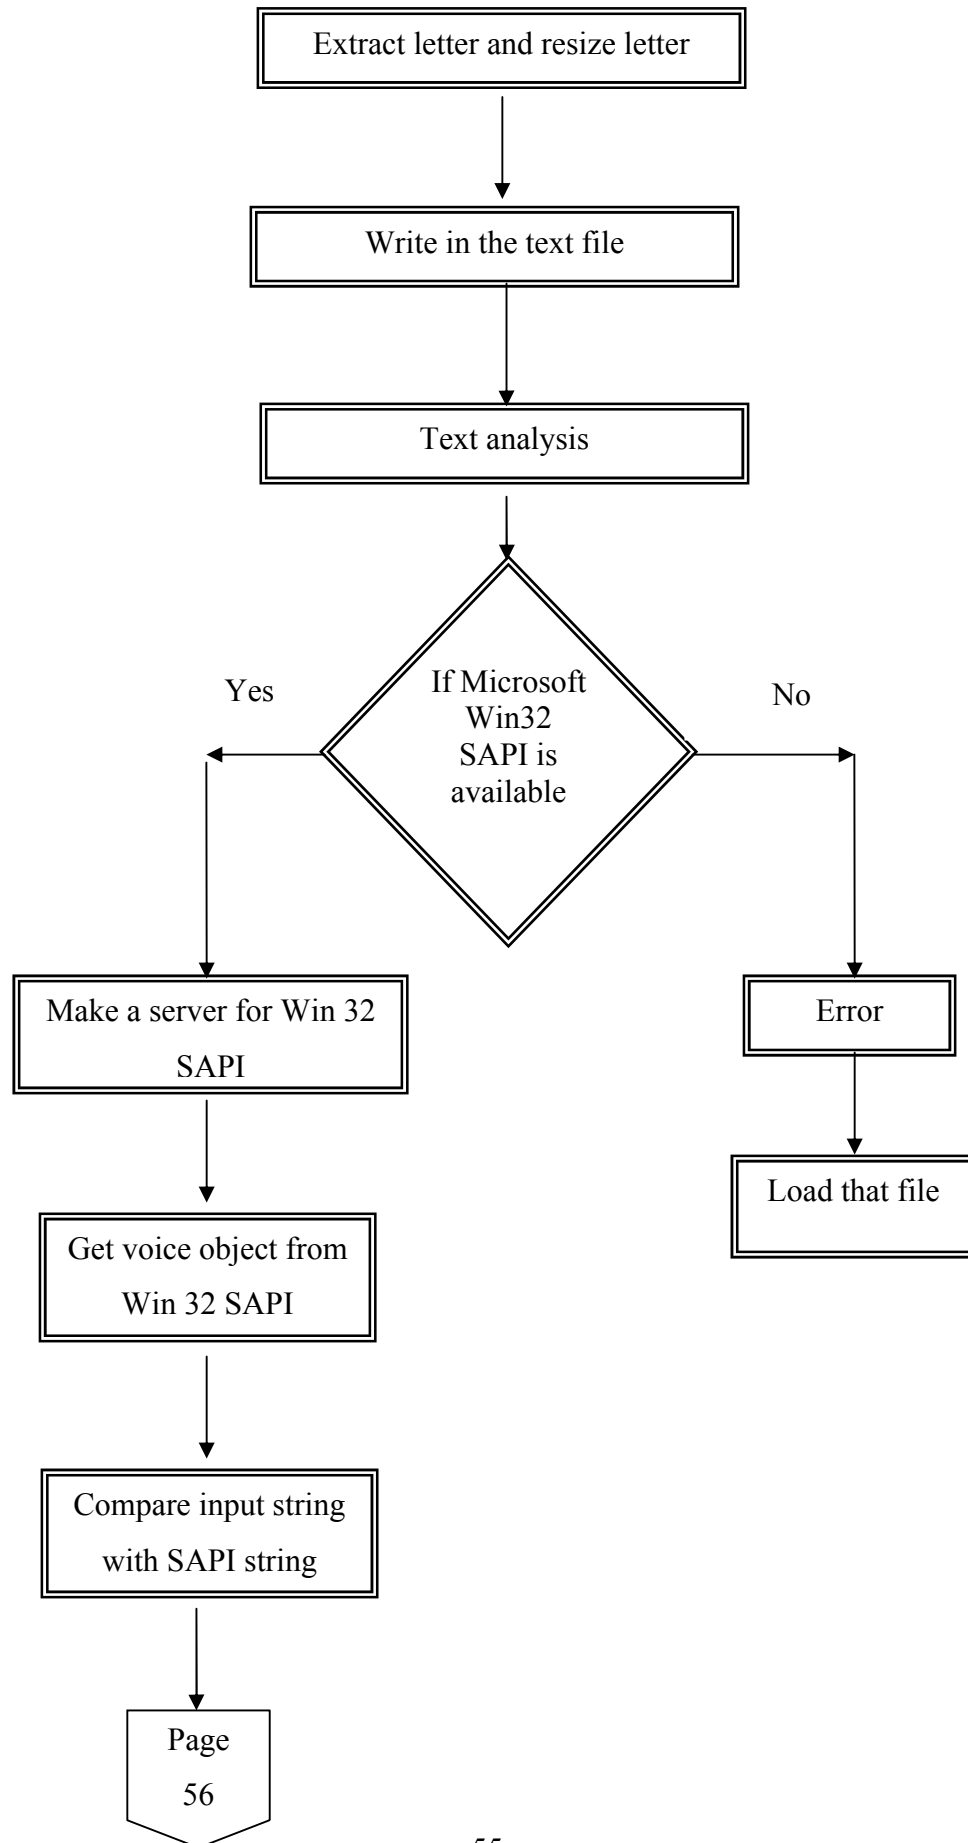 Extract letter and resize letter
Write in the text file
Text analysis
If Microsoft
Win32
SAPI is
available
Yes
No
Make a server for Win 32
SAPI
Error
Load that file
Get voice object from
Win 32 SAPI
Compare input string
with SAPI string
Page
56